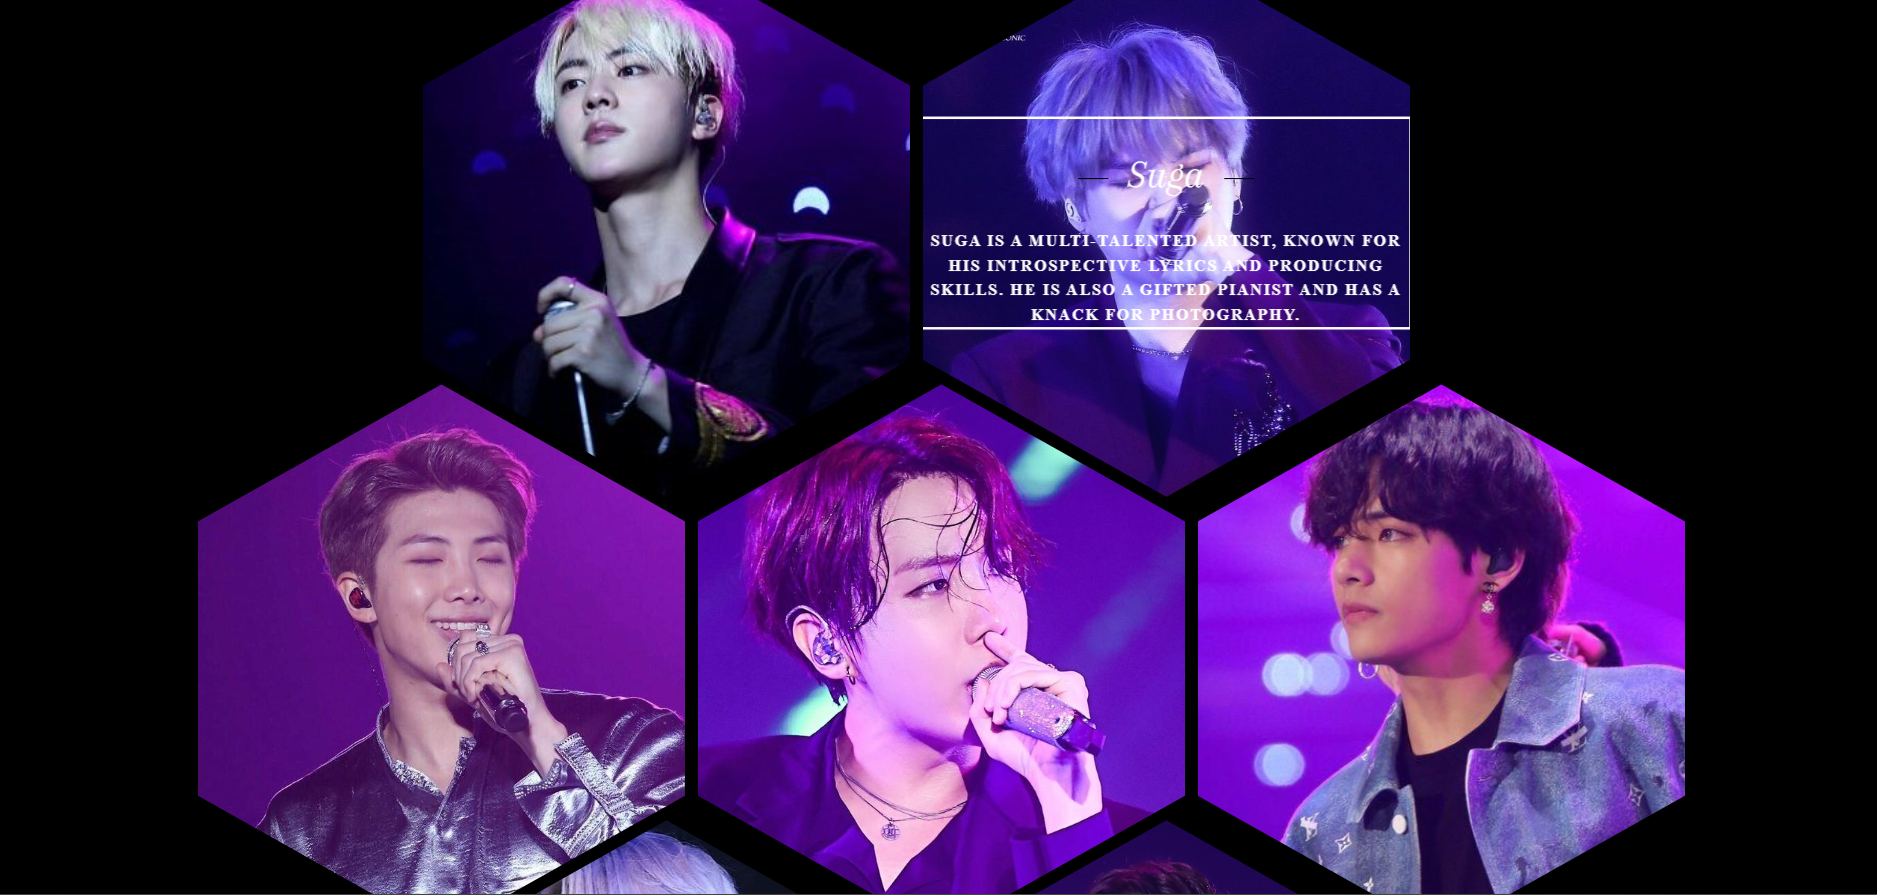 Suga
SUGA IS A MULTI-TALENTED ARTIST, KNOWN FOR
HIS INTROSPECTIVE LYRICS AND PRODUCING
SKILLS. HE IS ALSO A GIFTED PIANIST AND HAS A
KNACK FOR PHOTOGRAPHY.